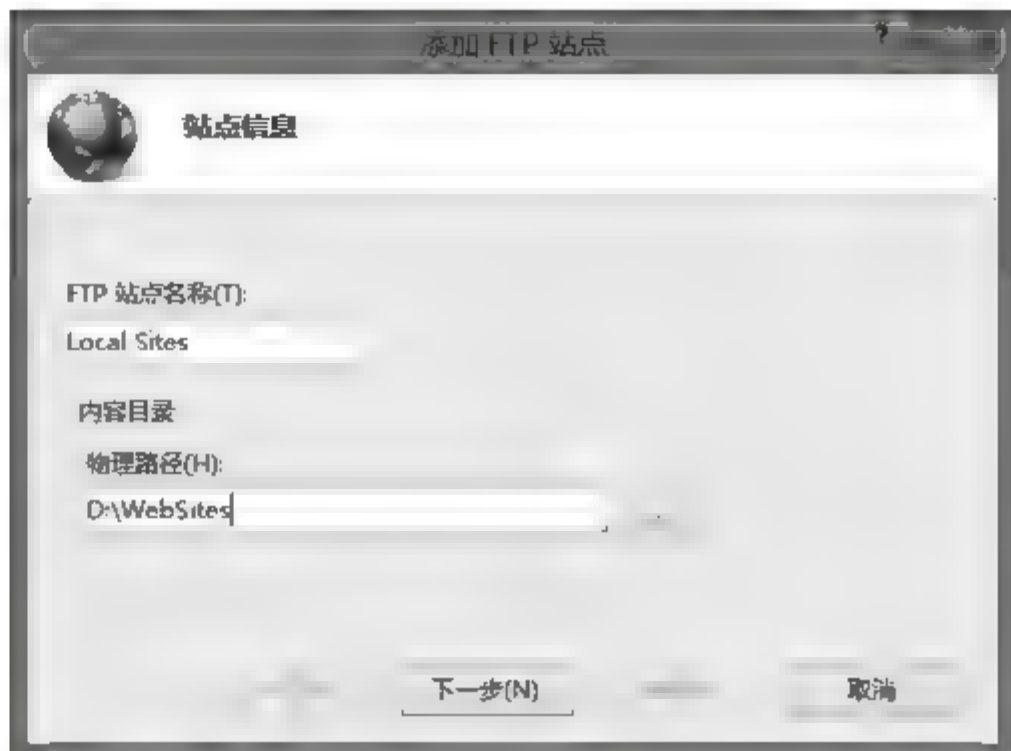 添加 FTP 站点
?
站点信息
FTP 站点名称(T):
Local Sites
内容目录
物理路径(H):
D:\WebSites
下一步(N)
取消